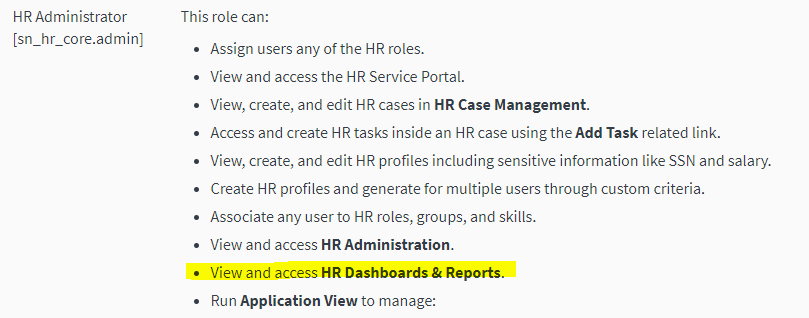 HR Administrator
[sn_hr_core.admin]
This role can:
• Assign users any of the HR roles.
• View and access the HR Service Portal.
• View, create, and edit HR cases in HR Case Management.
• Access and create HR tasks inside an HR case using the Add Task related link.
• View, create, and edit HR profiles including sensitive information like SSN and salary.
• Create HR profiles and generate for multiple users through custom criteria.
• Associate any user to HR roles, groups, and skills.
• View and access HR Administration.
• View and access HR Dashboards & Reports.
• Run Application View to manage: